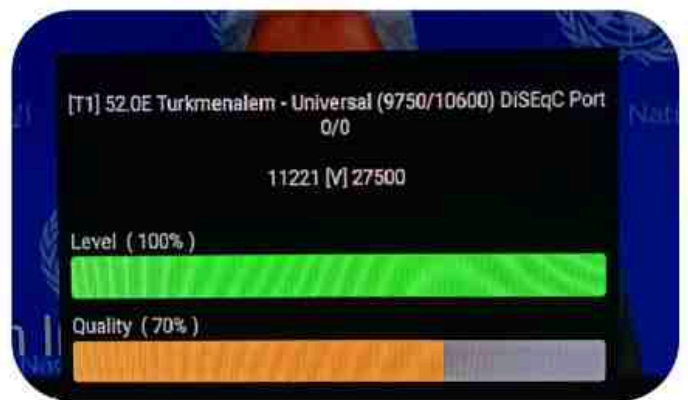 [T1] 52.0E Turkmenalem - Universal (9750/10600) DiSEqC Port
0/0
11221 [V] 27500
Level ( 100% )
Quality ( 70% )